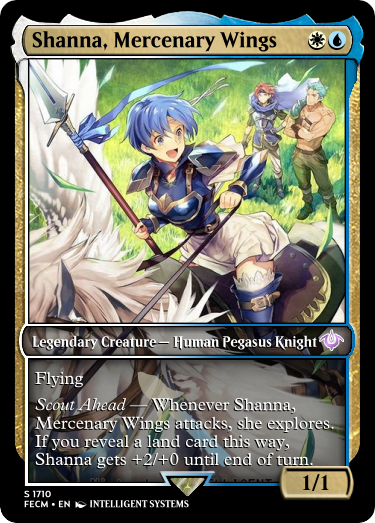 Shanna, Mercenary Wings
Legendary Creature— Human Pegasus Knight
Flying
Scout Ahead — Whenever Shanna,
Mercenary Wings attacks, she explores.
If you reveal a land card this way,
Shanna gets +2/+0 until end of turn.
1/1
S 1710
FECM • EN INTELLIGENT SYSTEMS